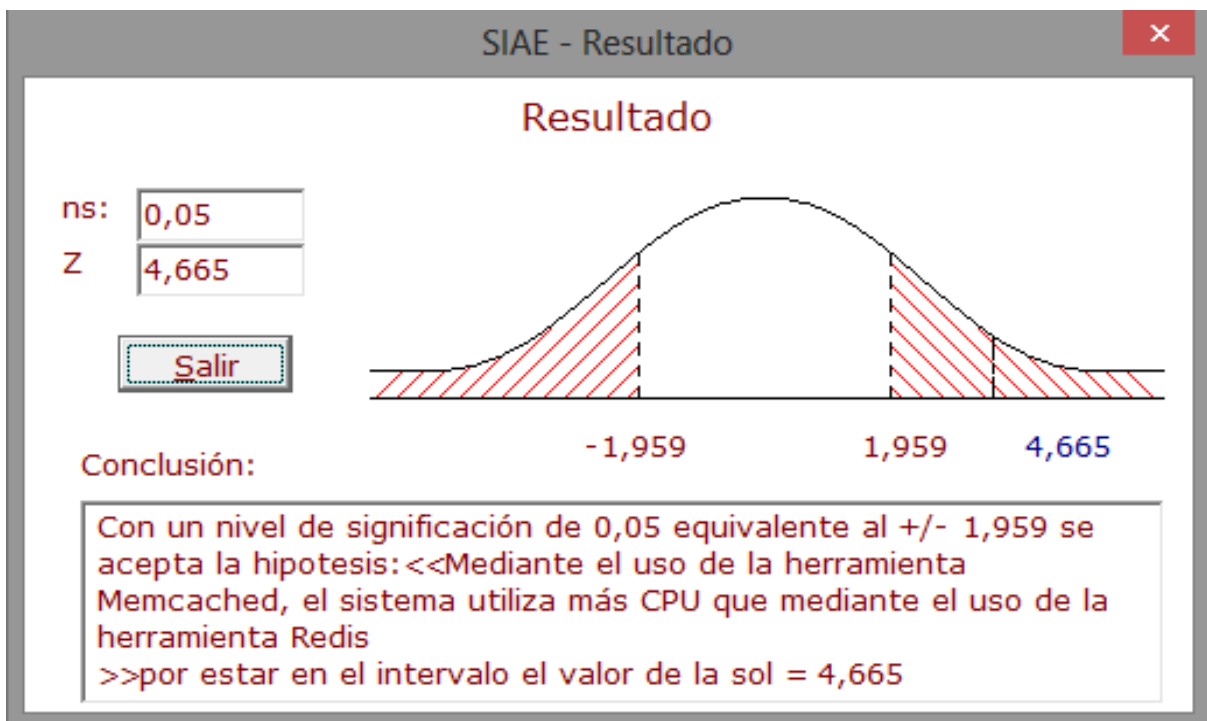 SIAE - Resultado
Resultado
ns: 0,05
Z 4,665
Salir
-1,959 1,959 4,665
Conclusión:
Con un nivel de significación de 0,05 equivalente al +/- 1,959 se
acepta la hipotesis:<<Mediante el uso de la herramienta
Memcached, el sistema utiliza más CPU que mediante el uso de la
herramienta Redis
>>por estar en el intervalo el valor de la sol = 4,665